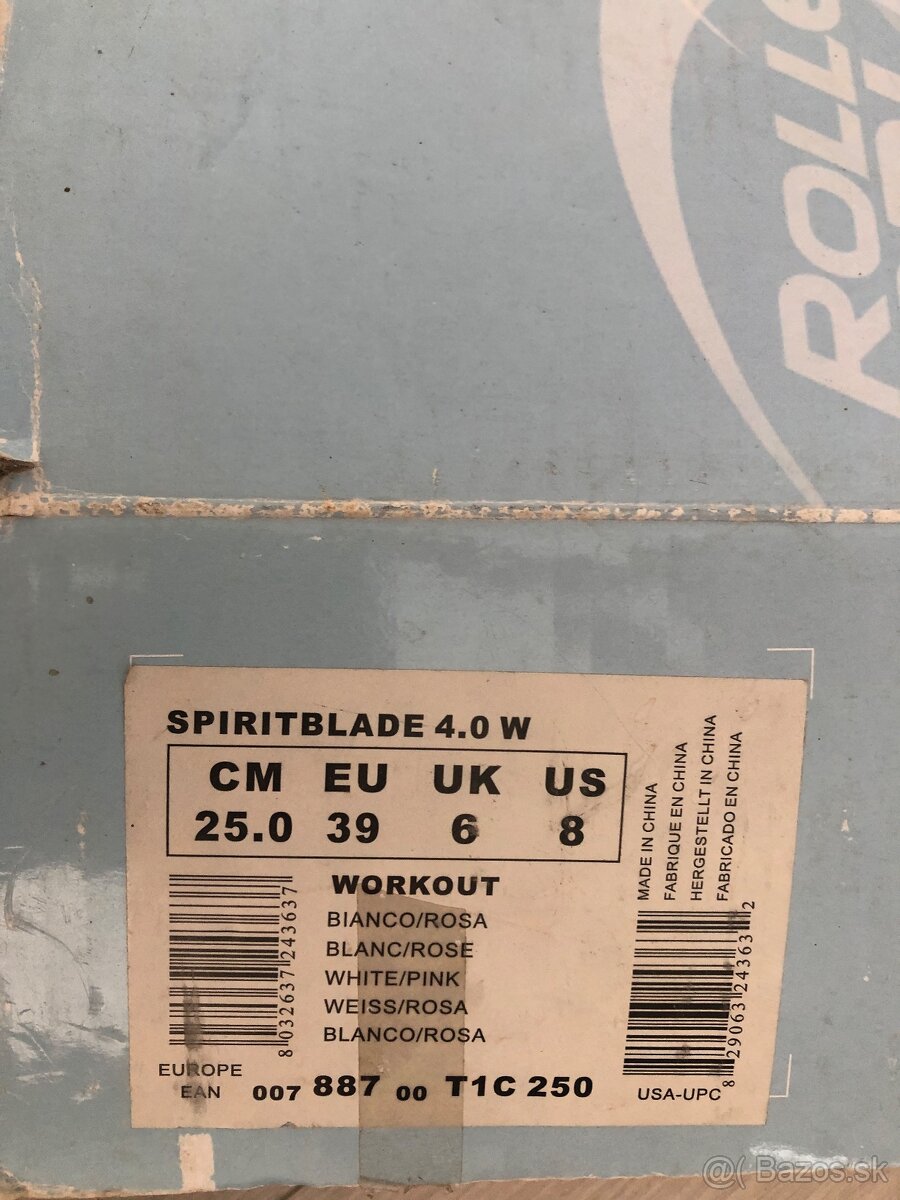 ROLLE
SPIRITBLADE 4.0 W
CM EU UK US
25.0 39 6 8
WORKOUT
BIANCO/ROSA
BLANC/ROSE
WHITE/PINK
WEISS/ROSA
BLANCO/ROSA
8 032637 243637
EUROPE
EAN
007 887 00 T1C 250
MADE IN CHINA
FABRIQUE EN CHINA
HERGESTELLT IN CHINA
FABRICADO EN CHINA
8 29063 24363 2
USA-UPC
@( Bazos.sk